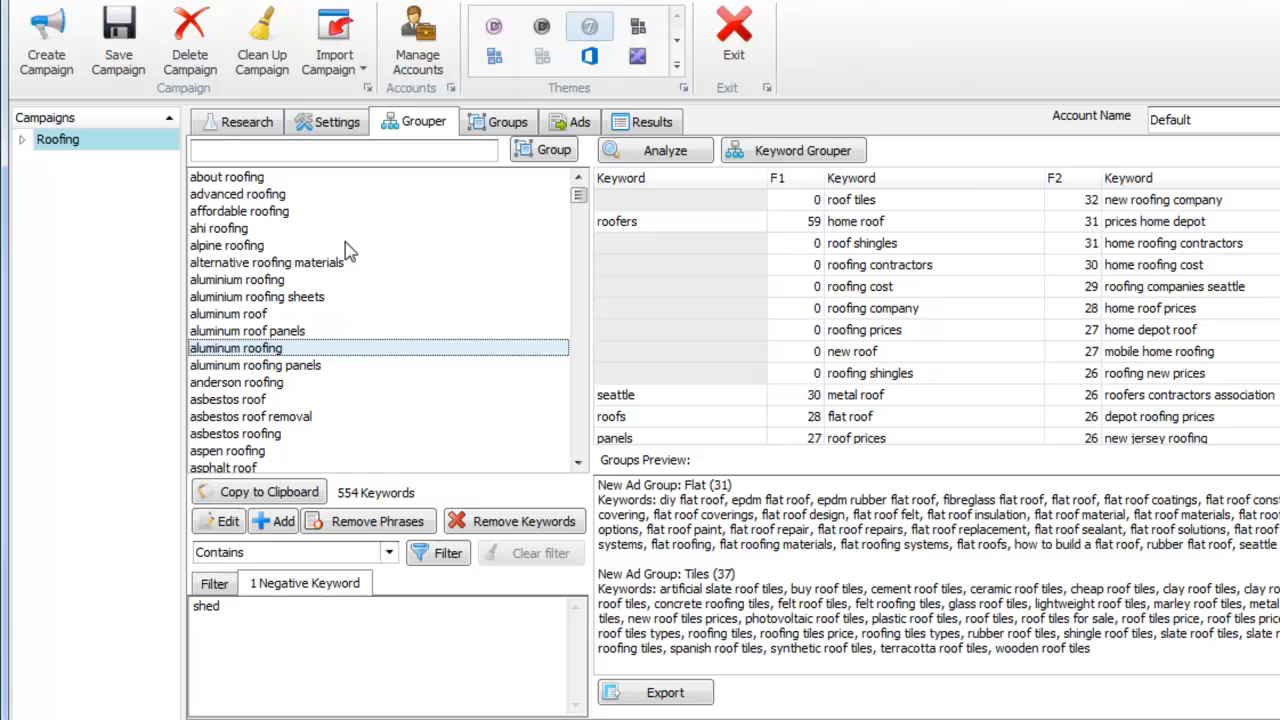 Create Campaign
Save Campaign
Delete Campaign
Clean Up Campaign
Import Campaign
Manage Accounts
Exit
Campaign
Accounts
Themes
Exit
Campaigns
Roofing
Research
Settings
Grouper
Groups
Ads
Results
Account Name
Default
Group
Analyze
Keyword Grouper
about roofing
advanced roofing
affordable roofing
ahi roofing
alpine roofing
alternative roofing materials
aluminium roofing
aluminium roofing sheets
aluminum roof
aluminum roof panels
aluminum roofing
aluminum roofing panels
anderson roofing
asbestos roof
asbestos roof removal
asbestos roofing
aspen roofing
asphalt roof
Copy to Clipboard
554 Keywords
Edit
Add
Remove Phrases
Remove Keywords
Contains
Filter
Clear filter
Filter
1 Negative Keyword
shed
Keyword F1 Keyword F2 Keyword
0 roof tiles 32 new roofing company
roofers 59 home roof 31 prices home depot
0 roof shingles 31 home roofing contractors
0 roofing contractors 30 home roofing cost
0 roofing cost 29 roofing companies seattle
0 roofing company 28 home roof prices
0 roofing prices 27 home depot roof
0 new roof 27 mobile home roofing
0 roofing shingles 26 roofing new prices
seattle 30 metal roof 26 roofers contractors association
roofs 28 flat roof 26 depot roofing prices
panels 27 roof prices 26 new jersey roofing
Groups Preview:
New Ad Group: Flat (31)
Keywords: diy flat roof, epdm flat roof, epdm rubber flat roof, fibreglass flat roof, flat roof, flat roof coatings, flat roof const
covering, flat roof coverings, flat roof design, flat roof felt, flat roof insulation, flat roof material, flat roof materials, flat roof
options, flat roof paint, flat roof repair, flat roof repairs, flat roof replacement, flat roof sealant, flat roof solutions, flat roof
systems, flat roofing, flat roofing materials, flat roofing systems, flat roofs, how to build a flat roof, rubber flat roof, seattle
New Ad Group: Tiles (37)
Keywords: artificial slate roof tiles, buy roof tiles, cement roof tiles, ceramic roof tiles, cheap roof tiles, clay roof tiles, clay ro
roof tiles, concrete roofing tiles, felt roof tiles, felt roofing tiles, glass roof tiles, lightweight roof tiles, marley roof tiles, metal
tiles, new roof tiles prices, photovoltaic roof tiles, plastic roof tiles, roof tiles, roof tiles for sale, roof tiles price, roof tiles price
roof tiles types, roofing tiles, roofing tiles price, roofing tiles types, rubber roof tiles, shingle roof tiles, slate roof tiles, slate r
roofing tiles, spanish roof tiles, synthetic roof tiles, terracotta roof tiles, wooden roof tiles
Export